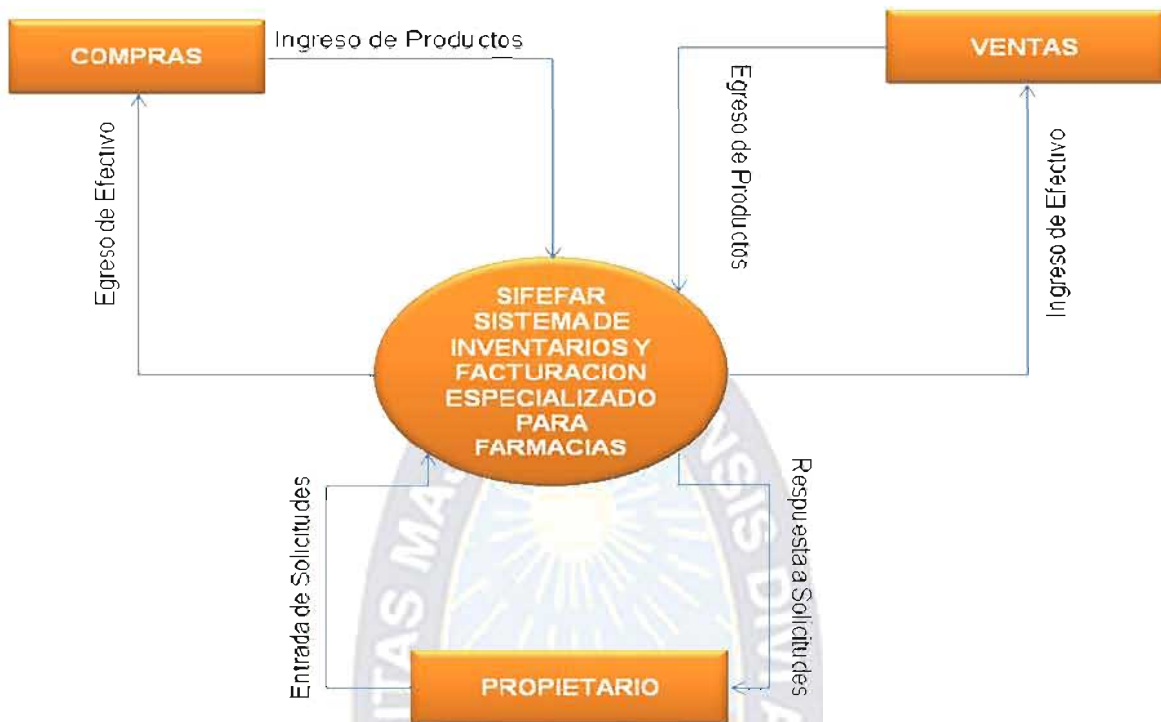 COMPRAS
Ingreso de Productos
VENTAS
Egreso de Efectivo
Egreso de Productos
Ingreso de Efectivo
SIFEFAR
SISTEMA DE
INVENTARIOS Y
FACTURACION
ESPECIALIZADO
PARA
FARMACIAS
Entrada de Solicitudes
Respuesta a Solicitudes
PROPIETARIO